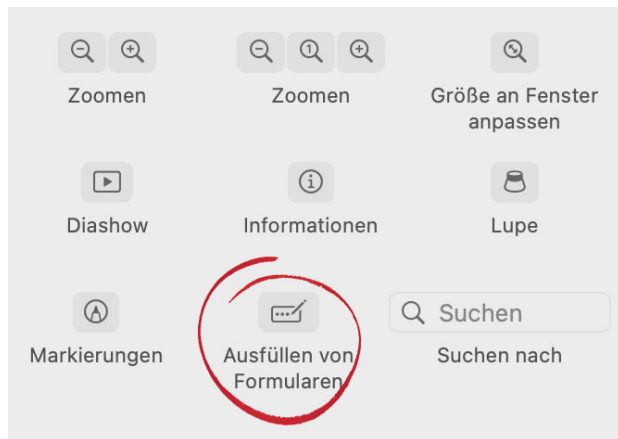 Zoomen
Zoomen
Größe an Fenster
anpassen
Diashow
Informationen
Lupe
Markierungen
Ausfüllen von
Formularen
Suchen
Suchen nach